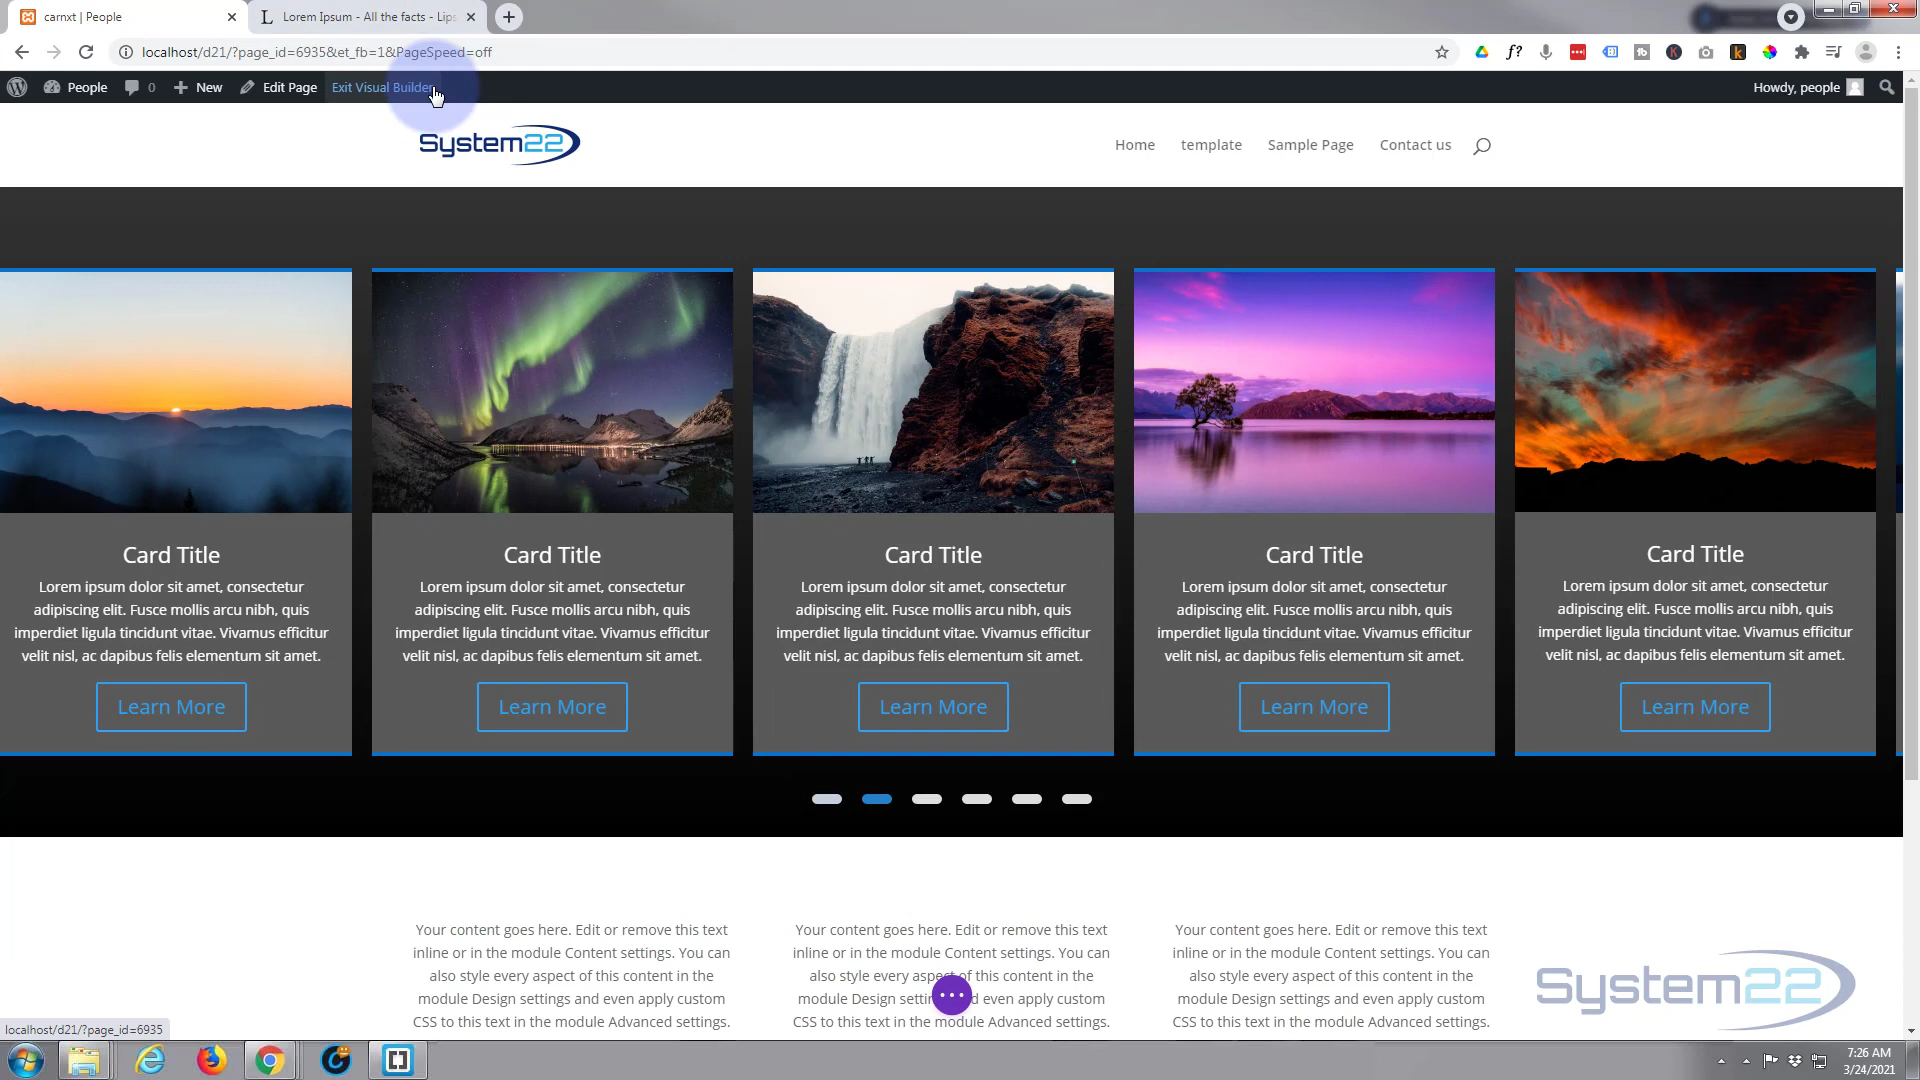 carnxt | People
Lorem Ipsum - All the facts - Lips
localhost/d21/?page_id=6935&et_fb=1&PageSpeed=off
People
0
New
Edit Page
Exit Visual Builder
Howdy, people
System22
Home
template
Sample Page
Contact us
Card Title
Lorem ipsum dolor sit amet, consectetur
adipiscing elit. Fusce mollis arcu nibh, quis
imperdiet ligula tincidunt vitae. Vivamus efficitur
velit nisl, ac dapibus felis elementum sit amet.
Learn More
Card Title
Lorem ipsum dolor sit amet, consectetur
adipiscing elit. Fusce mollis arcu nibh, quis
imperdiet ligula tincidunt vitae. Vivamus efficitur
velit nisl, ac dapibus felis elementum sit amet.
Learn More
Card Title
Lorem ipsum dolor sit amet, consectetur
adipiscing elit. Fusce mollis arcu nibh, quis
imperdiet ligula tincidunt vitae. Vivamus efficitur
velit nisl, ac dapibus felis elementum sit amet.
Learn More
Card Title
Lorem ipsum dolor sit amet, consectetur
adipiscing elit. Fusce mollis arcu nibh, quis
imperdiet ligula tincidunt vitae. Vivamus efficitur
velit nisl, ac dapibus felis elementum sit amet.
Learn More
Card Title
Lorem ipsum dolor sit amet, consectetur
adipiscing elit. Fusce mollis arcu nibh, quis
imperdiet ligula tincidunt vitae. Vivamus efficitur
velit nisl, ac dapibus felis elementum sit amet.
Learn More
Your content goes here. Edit or remove this text
inline or in the module Content settings. You can
also style every aspect of this content in the
module Design settings and even apply custom
CSS to this text in the module Advanced settings.
Your content goes here. Edit or remove this text
inline or in the module Content settings. You can
also style every aspect of this content in the
module Design settin d even apply custom
CSS to this text in the module Advanced settings.
Your content goes here. Edit or remove this text
inline or in the module Content settings. You can
also style every aspect of this content in the
module Design settings and even apply custom
CSS to this text in the module Advanced settings.
System22
localhost/d21/?page_id=6935
7:26 AM
3/24/2021